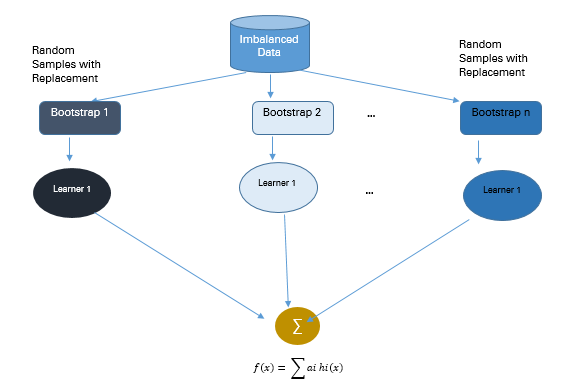 Imbalanced
Data
Random
Samples with
Replacement
Random
Samples with
Replacement
Bootstrap 1
Bootstrap 2
...
Bootstrap n
Learner 1
Learner 1
...
Learner 1
∑
f(x) = ∑ ai hi(x)